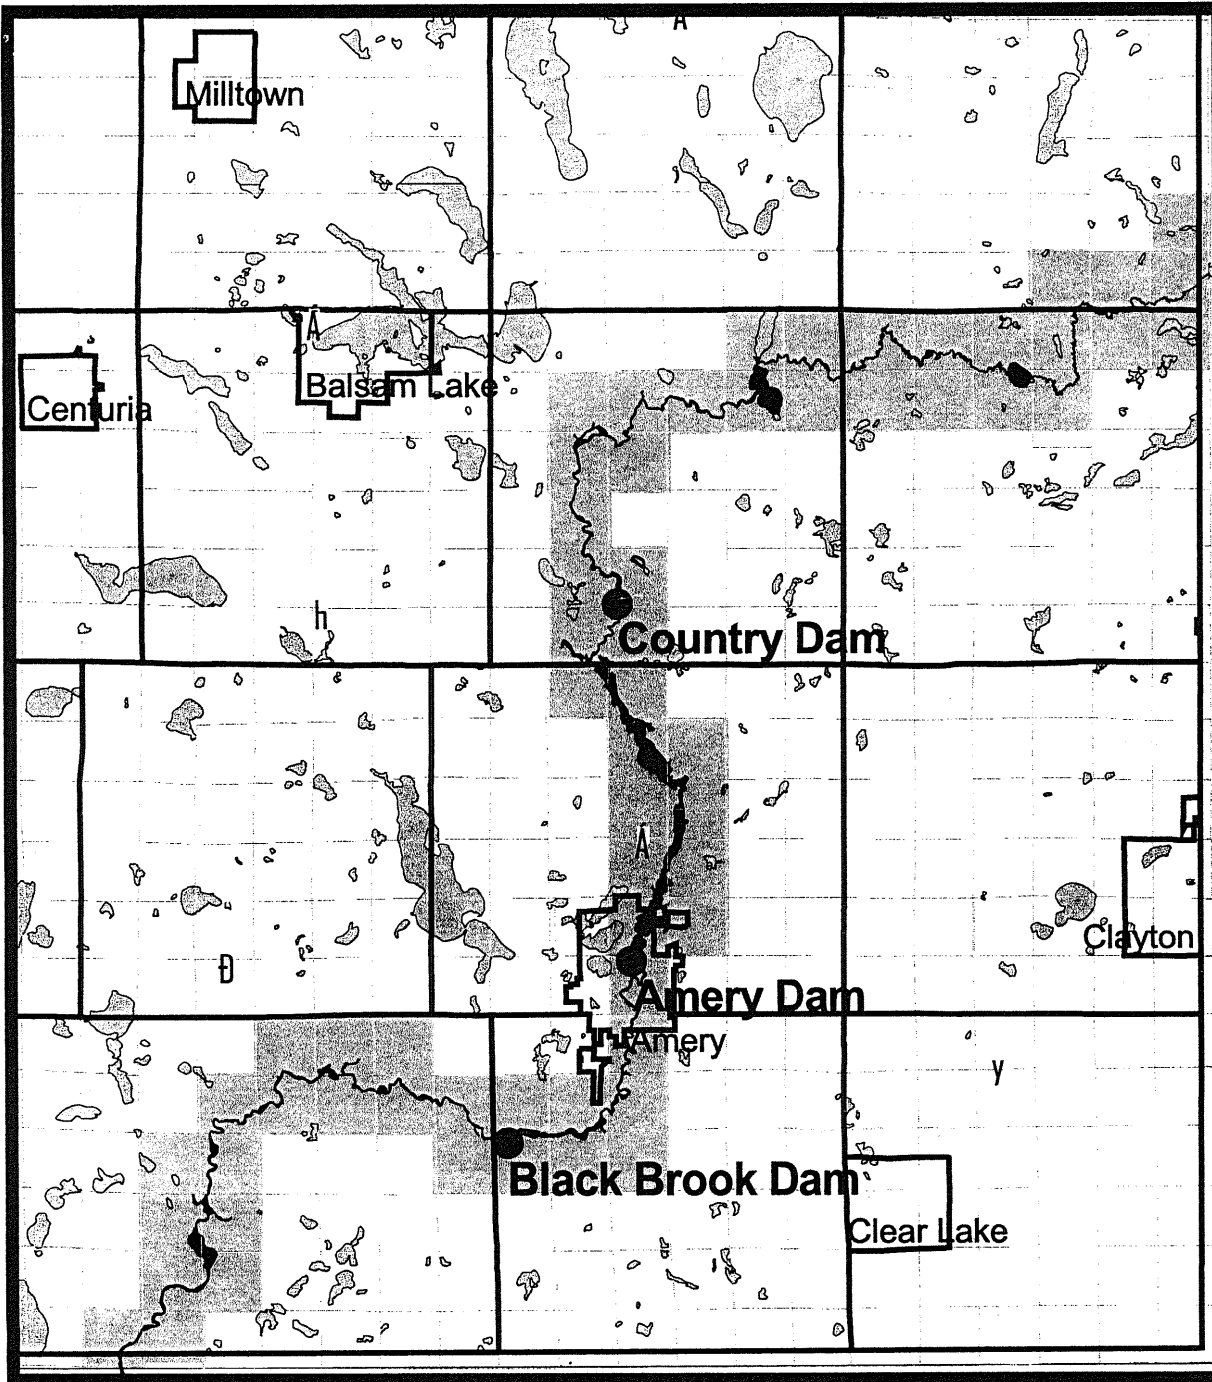 Á
Milltown
Á
Balsam Lake
Centuria
h
Country Dam
Á
Clayton
Đ
Amery Dam
Amery
y
Black Brook Dam
Clear Lake